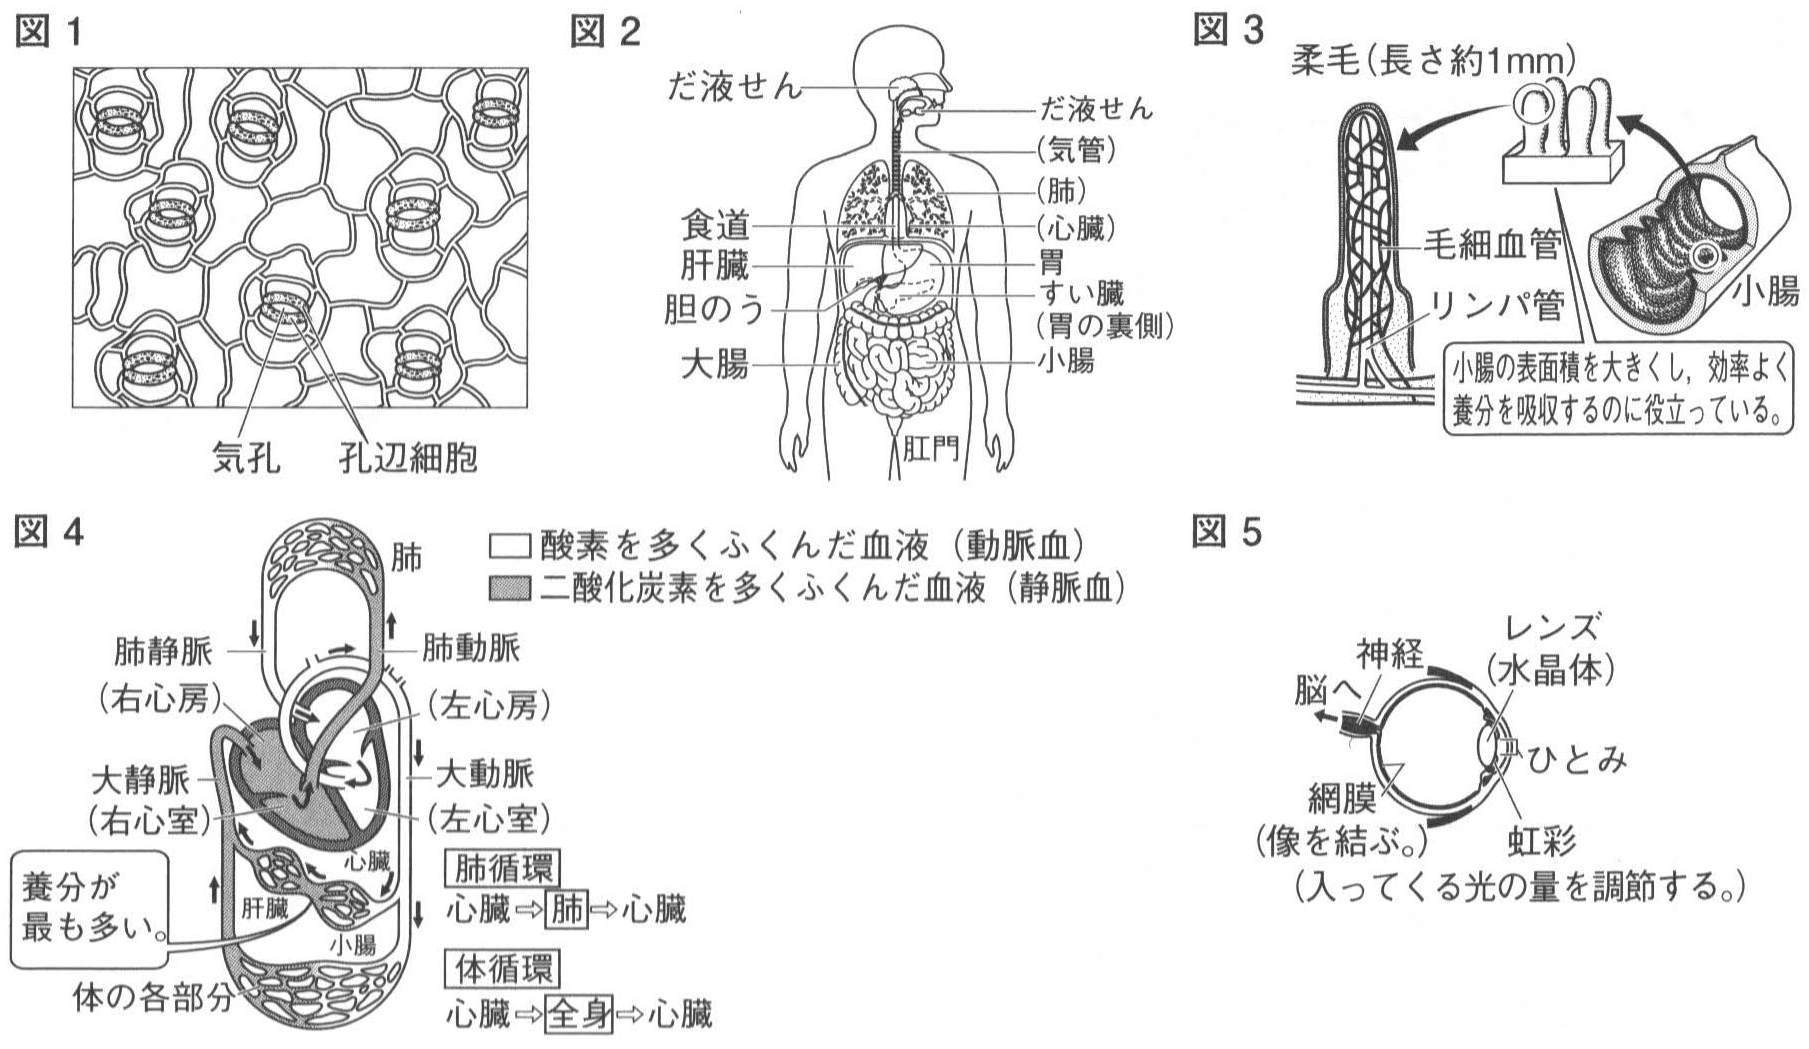 図 1
気孔
孔辺細胞
図 2
だ液せん
だ液せん
(気管)
(肺)
食道
(心臓)
肝臓
胃
胆のう
すい臓
(胃の裏側)
大腸
小腸
肛門
図 3
柔毛(長さ約1mm)
毛細血管
リンパ管
小腸
小腸の表面積を大きくし，効率よく
養分を吸収するのに役立っている。
図 4
酸素を多くふくんだ血液（動脈血）
二酸化炭素を多くふくんだ血液（静脈血）
肺
肺静脈
肺動脈
(右心房)
(左心房)
大静脈
大動脈
(右心室)
(左心室)
心臓
養分が
最も多い。
肝臓
小腸
体の各部分
肺循環
心臓⇨肺⇨心臓
体循環
心臓⇨全身⇨心臓
図 5
レンズ
(水晶体)
神経
脳へ
ひとみ
網膜
(像を結ぶ。)
虹彩
(入ってくる光の量を調節する。)